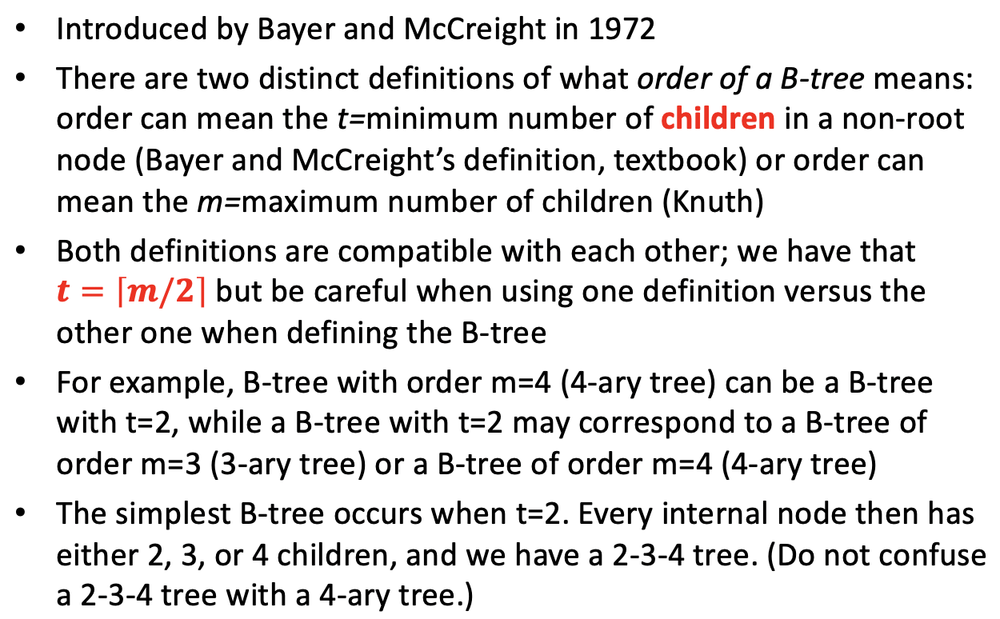 • Introduced by Bayer and McCreight in 1972
• There are two distinct definitions of what order of a B-tree means:
order can mean the t=minimum number of children in a non-root
node (Bayer and McCreight’s definition, textbook) or order can
mean the m=maximum number of children (Knuth)
• Both definitions are compatible with each other; we have that
t = ⌈m/2⌉ but be careful when using one definition versus the
other one when defining the B-tree
• For example, B-tree with order m=4 (4-ary tree) can be a B-tree
with t=2, while a B-tree with t=2 may correspond to a B-tree of
order m=3 (3-ary tree) or a B-tree of order m=4 (4-ary tree)
• The simplest B-tree occurs when t=2. Every internal node then has
either 2, 3, or 4 children, and we have a 2-3-4 tree. (Do not confuse
a 2-3-4 tree with a 4-ary tree.)